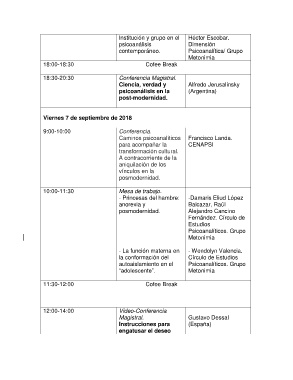 Institución y grupo en el
psicoanálisis
contemporáneo.
Héctor Escobar.
Dimensión
Psicoanalítica/ Grupo
Metonimia
18:00-18:30
Cofee Break
18:30-20:30
Conferencia Magistral.
Ciencia, verdad y
psicoanálisis en la
post-modernidad.
Alfredo Jerusalinsky
(Argentina)
Viernes 7 de septiembre de 2018
9:00-10:00
Conferencia.
Caminos psicoanalíticos
para acompañar la
transformación cultural.
A contracorriente de la
aniquilación de los
vínculos en la
posmodernidad.
Francisco Landa.
CENAPSI
10:00-11:30
Mesa de trabajo.
- Princesas del hambre:
anorexia y
posmodernidad.
-Damaris Eliud López
Balcazar, Raúl
Alejandro Cancino
Fernández. Círculo de
Estudios
Psicoanalíticos. Grupo
Metonimia
- La función materna en
la conformación del
autoaislamiento en el
"adolescente".
- Wendolyn Valencia,
Círculo de Estudios
Psicoanalíticos. Grupo
Metonimia
11:30-12:00
Cofee Break
12:00-14:00
Video-Conferencia
Magistral.
Instrucciones para
engatusar el deseo
Gustavo Dessal
(España)